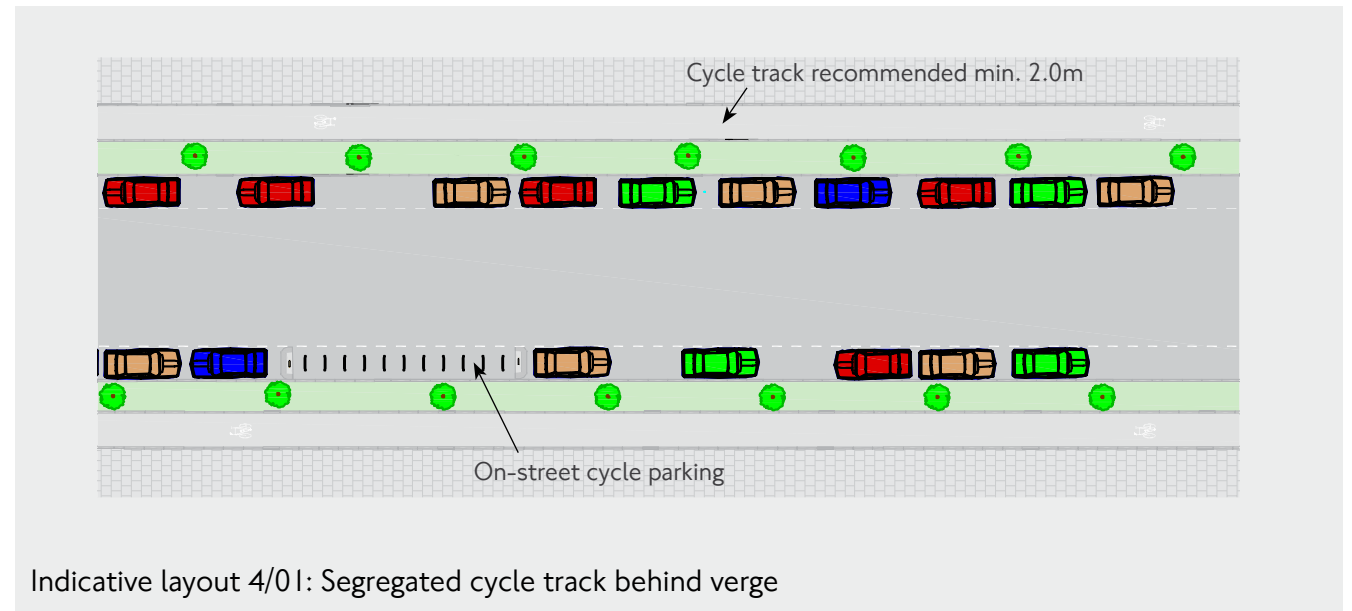 Cycle track recommended min. 2.0m
On-street cycle parking
Indicative layout 4/01: Segregated cycle track behind verge